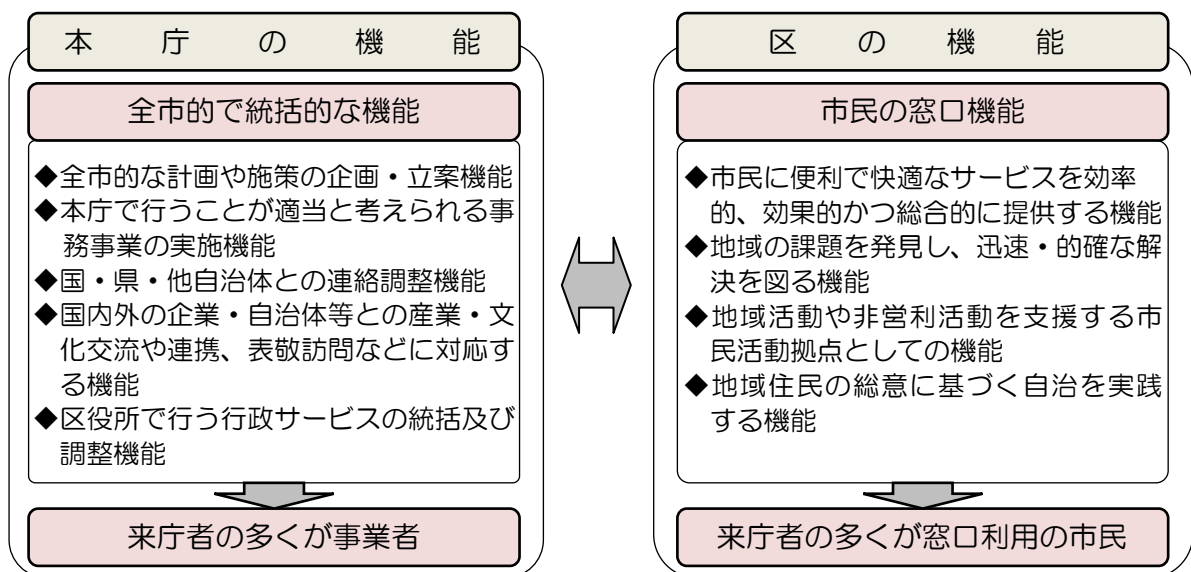 本庁の機能
全市的で統括的な機能
◆全市的な計画や施策の企画・立案機能
◆本庁で行うことが適当と考えられる事
務事業の実施機能
◆国・県・他自治体との連絡調整機能
◆国内外の企業・自治体等との産業・文
化交流や連携、表敬訪問などに対応す
る機能
◆区役所で行う行政サービスの統括及び
調整機能
来庁者の多くが事業者
区の機能
市民の窓口機能
◆市民に便利で快適なサービスを効率
的、効果的かつ総合的に提供する機能
◆地域の課題を発見し、迅速・的確な解
決を図る機能
◆地域活動や非営利活動を支援する市
民活動拠点としての機能
◆地域住民の総意に基づく自治を実践
する機能
来庁者の多くが窓口利用の市民